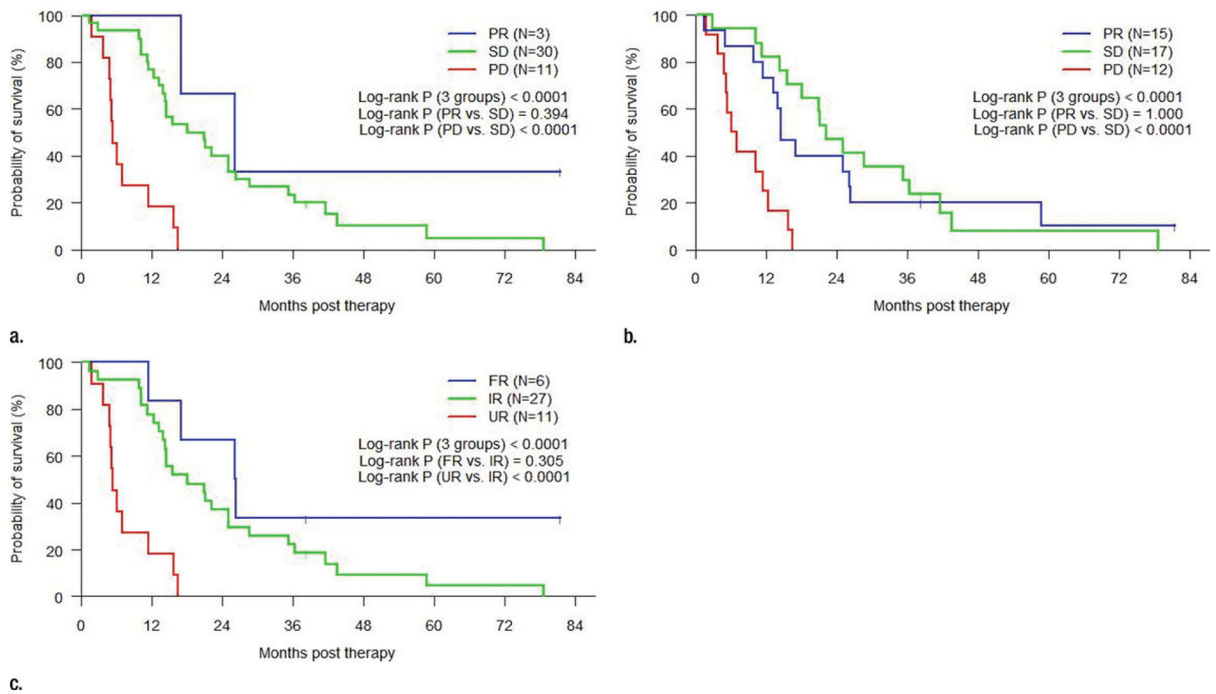 100
80
60
40
20
0
Probability of survival (%)
PR (N=3)
SD (N=30)
PD (N=11)
Log-rank P (3 groups) < 0.0001
Log-rank P (PR vs. SD) = 0.394
Log-rank P (PD vs. SD) < 0.0001
0 12 24 36 48 60 72 84
Months post therapy
a.
100
80
60
40
20
0
Probability of survival (%)
PR (N=15)
SD (N=17)
PD (N=12)
Log-rank P (3 groups) < 0.0001
Log-rank P (PR vs. SD) = 1.000
Log-rank P (PD vs. SD) < 0.0001
0 12 24 36 48 60 72 84
Months post therapy
b.
100
80
60
40
20
0
Probability of survival (%)
FR (N=6)
IR (N=27)
UR (N=11)
Log-rank P (3 groups) < 0.0001
Log-rank P (FR vs. IR) = 0.305
Log-rank P (UR vs. IR) < 0.0001
0 12 24 36 48 60 72 84
Months post therapy
c.